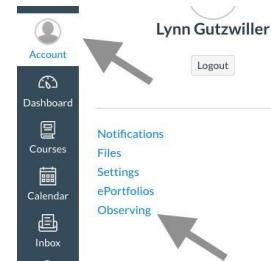 Lynn Gutzwiller
Logout
Account
Dashboard
Courses
Calendar
Inbox
Notifications
Files
Settings
ePortfolios
Observing